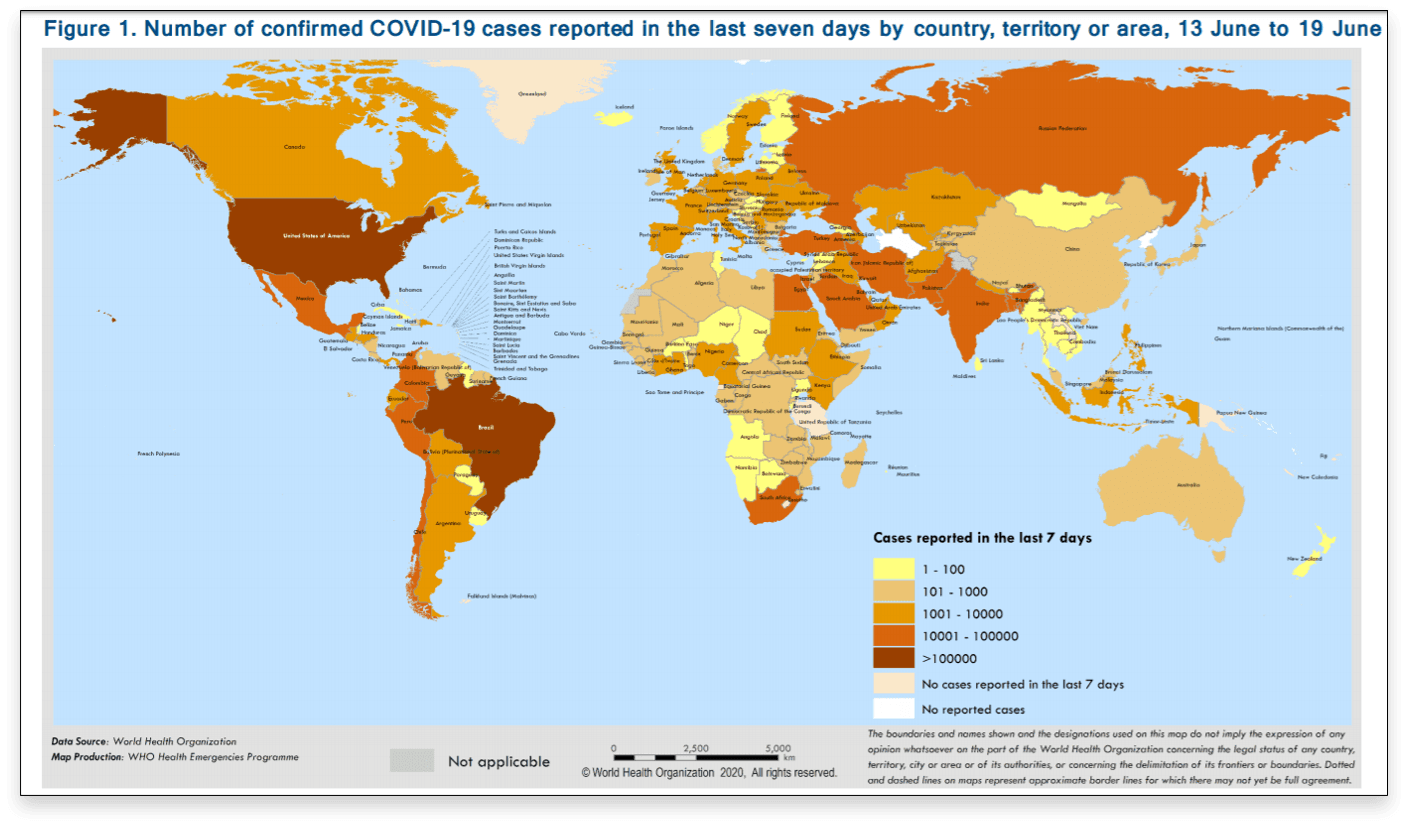 Figure 1. Number of confirmed COVID-19 cases reported in the last seven days by country, territory or area, 13 June to 19 June
Greenland
Iceland
Faroe Islands
Norway
Sweden
Finland
Estonia
Russian Federation
Canada
The United Kingdom
Denmark
Lithuania
Isle of Man
Netherlands
Belarus
Poland
Germany
Guernsey
Jersey
Ukraine
Kazakhstan
Mongolia
Saint Pierre and Miquelon
France
Republic of Moldova
Switzerland
Romania
Hungary
Uzbekistan
United States of America
Turks and Caicos Islands
Dominican Republic
Puerto Rico
United States Virgin Islands
British Virgin Islands
Anguilla
Saint Martin
Sint Maarten
Saint Barthélemy
Bonaire, Sint Eustatius and Saba
Saint Kitts and Nevis
Antigua and Barbuda
Montserrat
Guadeloupe
Dominica
Martinique
Saint Lucia
Barbados
Saint Vincent and the Grenadines
Grenada
Trinidad and Tobago
Spain
Portugal
Andorra
Bulgaria
Georgia
Kyrgyzstan
Tajikistan
China
Japan
Republic of Korea
Bermuda
Gibraltar
Malta
Tunisia
Greece
Turkey
Armenia
Azerbaijan
Cyprus
Syrian Arab Republic
Lebanon
occupied Palestinian territory
Iraq
Iran (Islamic Republic of)
Afghanistan
Morocco
Algeria
Libya
Egypt
Kuwait
Pakistan
Nepal
Bhutan
Bahamas
Mexico
Cuba
Saudi Arabia
Bahrain
Qatar
United Arab Emirates
Oman
India
Bangladesh
Myanmar
Lao People's Democratic Republic
Viet Nam
Thailand
Cambodia
Northern Mariana Islands (Commonwealth of the)
Guam
Cayman Islands
Haiti
Belize
Jamaica
Honduras
Guatemala
El Salvador
Nicaragua
Aruba
Costa Rica
Panama
Cabo Verde
Mauritania
Mali
Niger
Chad
Sudan
Eritrea
Yemen
Djibouti
Philippines
Senegal
Gambia
Guinea-Bissau
Guinea
Burkina Faso
Sierra Leone
Côte d'Ivoire
Liberia
Ghana
Togo
Benin
Nigeria
Cameroon
Central African Republic
South Sudan
Ethiopia
Somalia
Sri Lanka
Maldives
Brunei Darussalam
Malaysia
Singapore
Indonesia
Venezuela (Bolivarian Republic of)
Guyana
Suriname
French Guiana
Colombia
Ecuador
Peru
Brazil
Sao Tome and Principe
Equatorial Guinea
Gabon
Congo
Uganda
Kenya
Rwanda
Burundi
Democratic Republic of the Congo
United Republic of Tanzania
Seychelles
Papua New Guinea
Timor-Leste
French Polynesia
Bolivia (Plurinational State of)
Paraguay
Angola
Zambia
Malawi
Comoros
Mayotte
Mozambique
Zimbabwe
Madagascar
Réunion
Mauritius
Namibia
Botswana
Eswatini
South Africa
Lesotho
Fiji
New Caledonia
Australia
Argentina
Uruguay
Chile
New Zealand
Falkland Islands (Malvinas)
Cases reported in the last 7 days
1 - 100
101 - 1000
1001 - 10000
10001 - 100000
>100000
No cases reported in the last 7 days
No reported cases
Data Source: World Health Organization
Map Production: WHO Health Emergencies Programme
Not applicable
0 2,500 5,000
km
© World Health Organization 2020, All rights reserved.
The boundaries and names shown and the designations used on this map do not imply the expression of any
opinion whatsoever on the part of the World Health Organization concerning the legal status of any country,
territory, city or area or of its authorities, or concerning the delimitation of its frontiers or boundaries. Dotted
and dashed lines on maps represent approximate border lines for which there may not yet be full agreement.